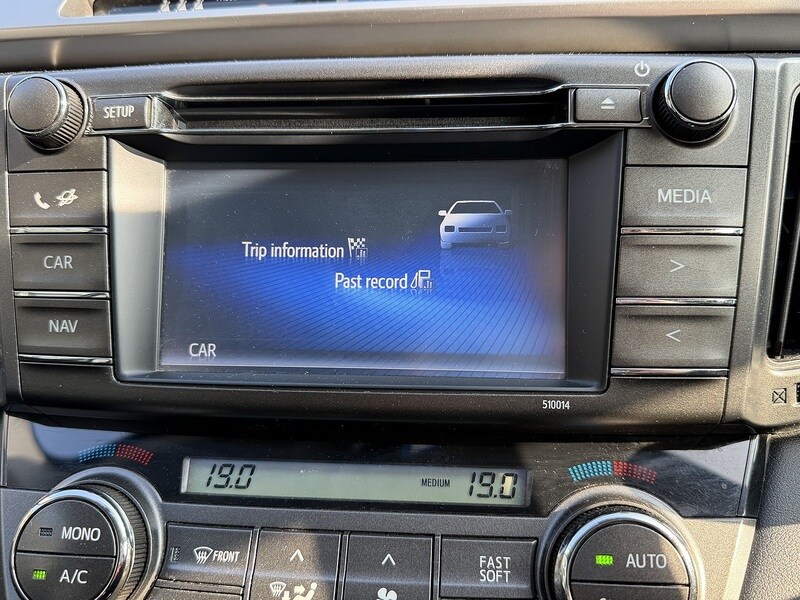 SETUP
MEDIA
Trip information
CAR
Past record
NAV
CAR
510014
19.0 MEDIUM 19.0
MONO
A/C
FRONT
FAST
SOFT
AUTO